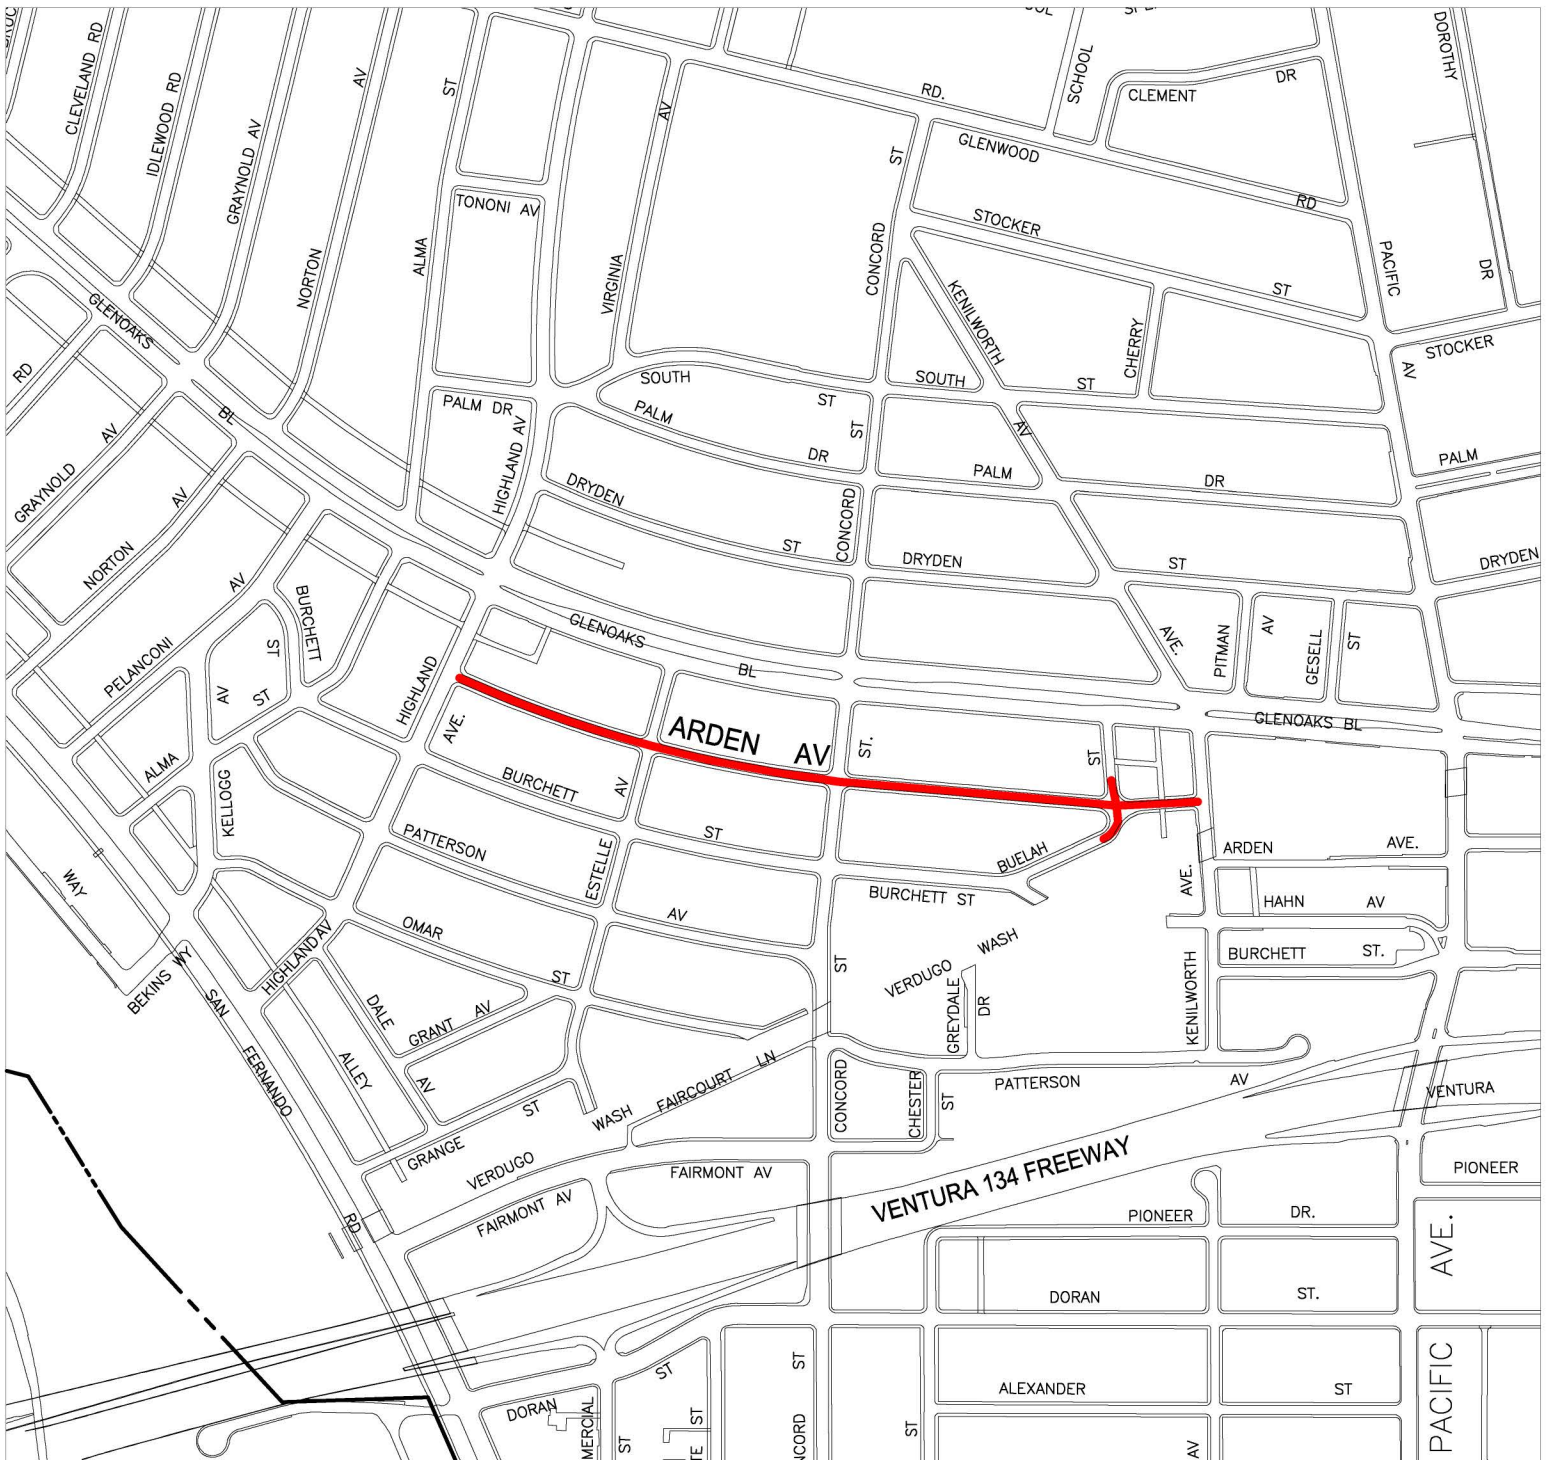 CLEVELAND RD
IDLEWOOD RD
GRAYNOLD AV
NORTON
AV
ALMA
ST
TONONI AV
VIRGINIA
AV
RD.
GLENWOOD
RD
SCHOOL
CLEMENT
DR
DOROTHY
DR
STOCKER
ST
CONCORD
ST
KENILWORTH
AV
CHERRY
PACIFIC
AV
STOCKER
GLENOAKS
BL
RD
SOUTH
ST
SOUTH
ST
PALM DR
PALM
DR
PALM
DR
PALM
HIGHLAND AV
GRAYNOLD
AV
NORTON
AV
DRYDEN
ST
CONCORD
ST
DRYDEN
ST
DRYDEN
PELANCONI
AV
BURCHETT
ST
AV
ST
GLENOAKS
BL
AVE.
PITMAN
AV
GESELL
ST
HIGHLAND
AVE.
ARDEN AV
ST.
ST
GLENOAKS BL
ALMA
KELLOGG
BURCHETT
ST
AV
ESTELLE
PATTERSON
AV
BUELAH
BURCHETT ST
ARDEN
AVE.
AVE.
HAHN
AV
BURCHETT
ST.
KENILWORTH
WAY
BEKINS WY
OMAR
ST
HIGHLAND AV
DALE
AV
GRANT AV
ST
VERDUGO
WASH
GREYDALE
DR
SAN
FERNANDO
RD
ALLEY
GRANGE
ST
WASH
VERDUGO
FAIRCOURT LN
CONCORD
CHESTER
ST
PATTERSON
AV
VENTURA
FAIRMONT AV
FAIRMONT AV
VENTURA 134 FREEWAY
PIONEER
PIONEER
DR.
DORAN
ST.
PACIFIC
AVE.
ALEXANDER
ST
DORAN
ST
ST
ST
ST
ST
AV